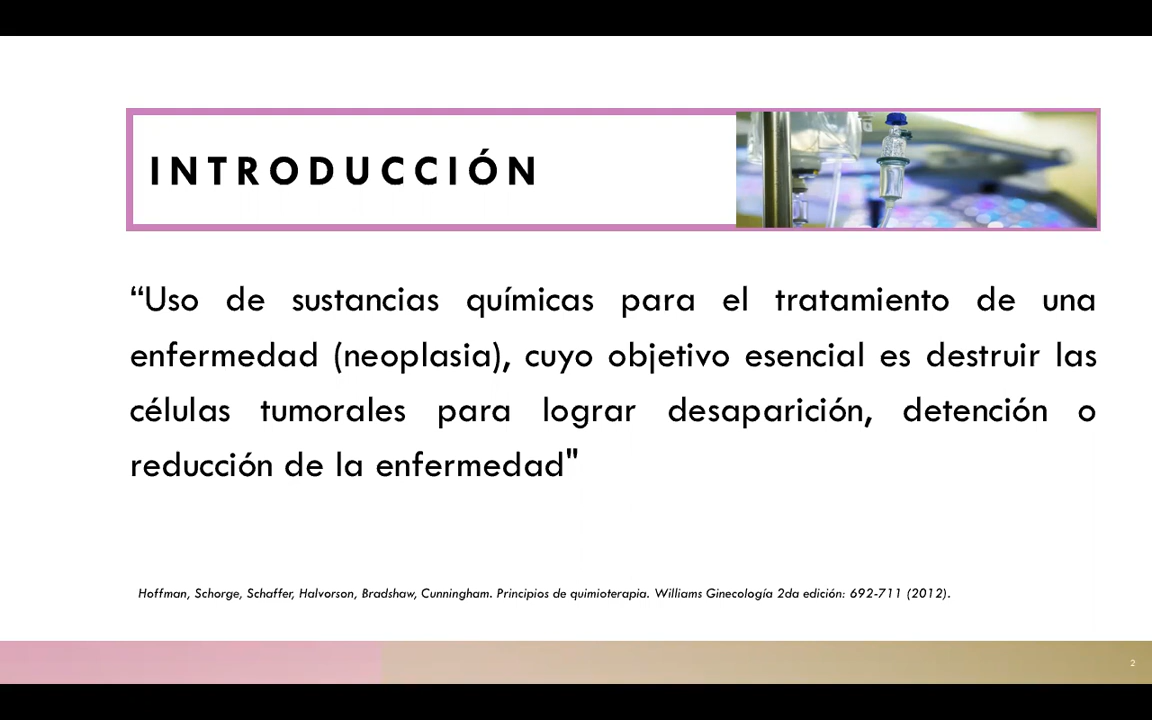 INTRODUCCIÓN
“Uso de sustancias químicas para el tratamiento de una
enfermedad (neoplasia), cuyo objetivo esencial es destruir las
células tumorales para lograr desaparición, detención o
reducción de la enfermedad"
Hoffman, Schorge, Schaffer, Halvorson, Bradshaw, Cunningham. Principios de quimioterapia. Williams Ginecología 2da edición: 692-711 (2012).
2